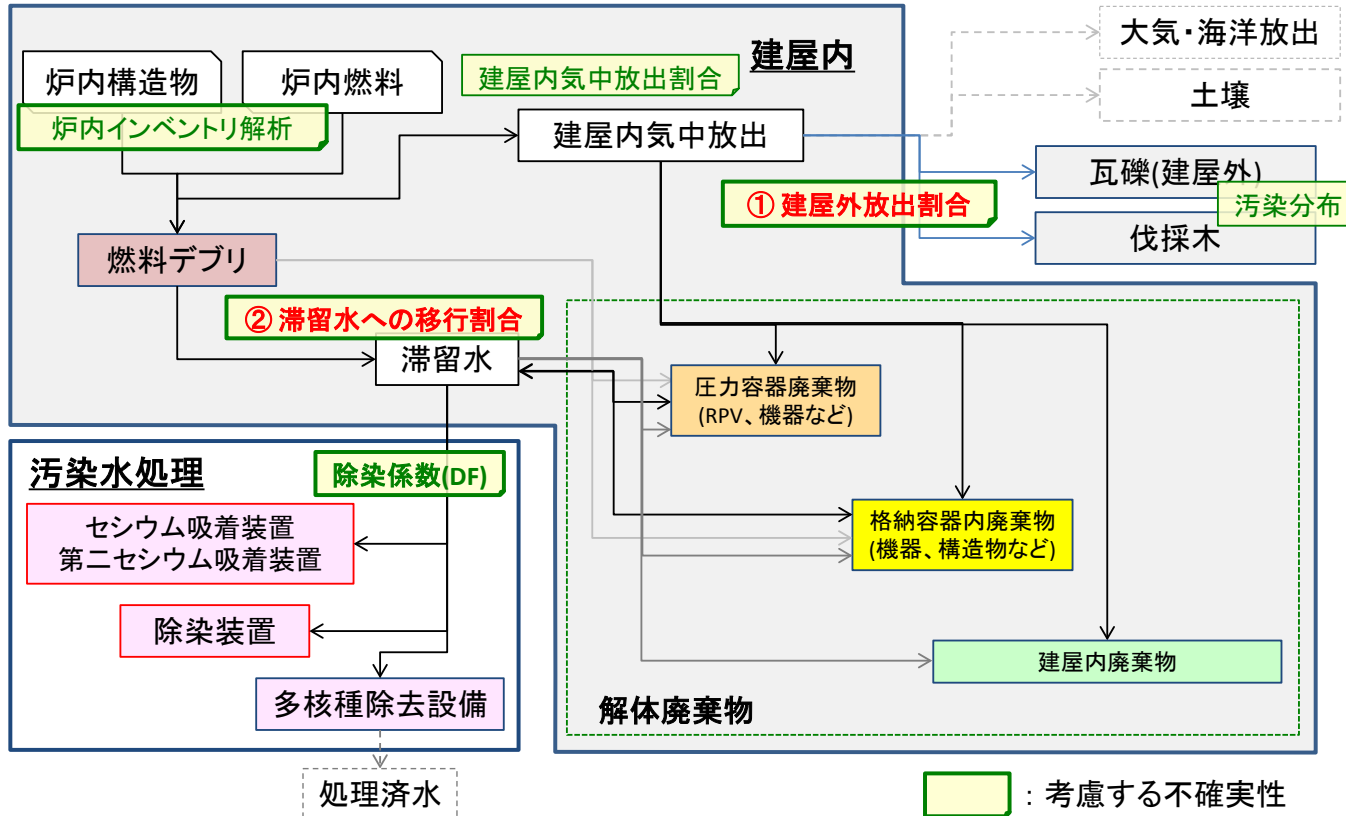 大気・海洋放出
土壌
建屋内
炉内構造物
炉内燃料
建屋内気中放出割合
炉内インベントリ解析
建屋内気中放出
瓦礫(建屋外)
① 建屋外放出割合
汚染分布
伐採木
燃料デブリ
② 滞留水への移行割合
滞留水
圧力容器廃棄物
(RPV、機器など)
汚染水処理
除染係数(DF)
セシウム吸着装置
第二セシウム吸着装置
格納容器内廃棄物
(機器、構造物など)
除染装置
建屋内廃棄物
多核種除去設備
解体廃棄物
処理済水
：考慮する不確実性